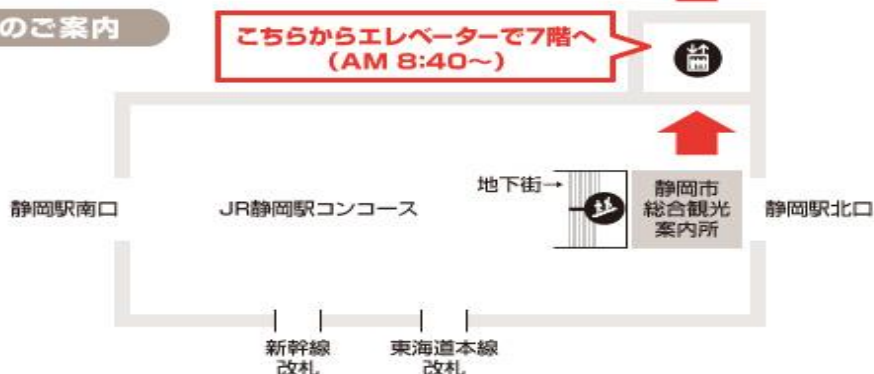 のご案内
こちらからエレベーターで7階へ
(AM 8:40〜)
地下街→
静岡市
総合観光
案内所
静岡駅南口
JR静岡駅コンコース
静岡駅北口
新幹線
改札
東海道本線
改札